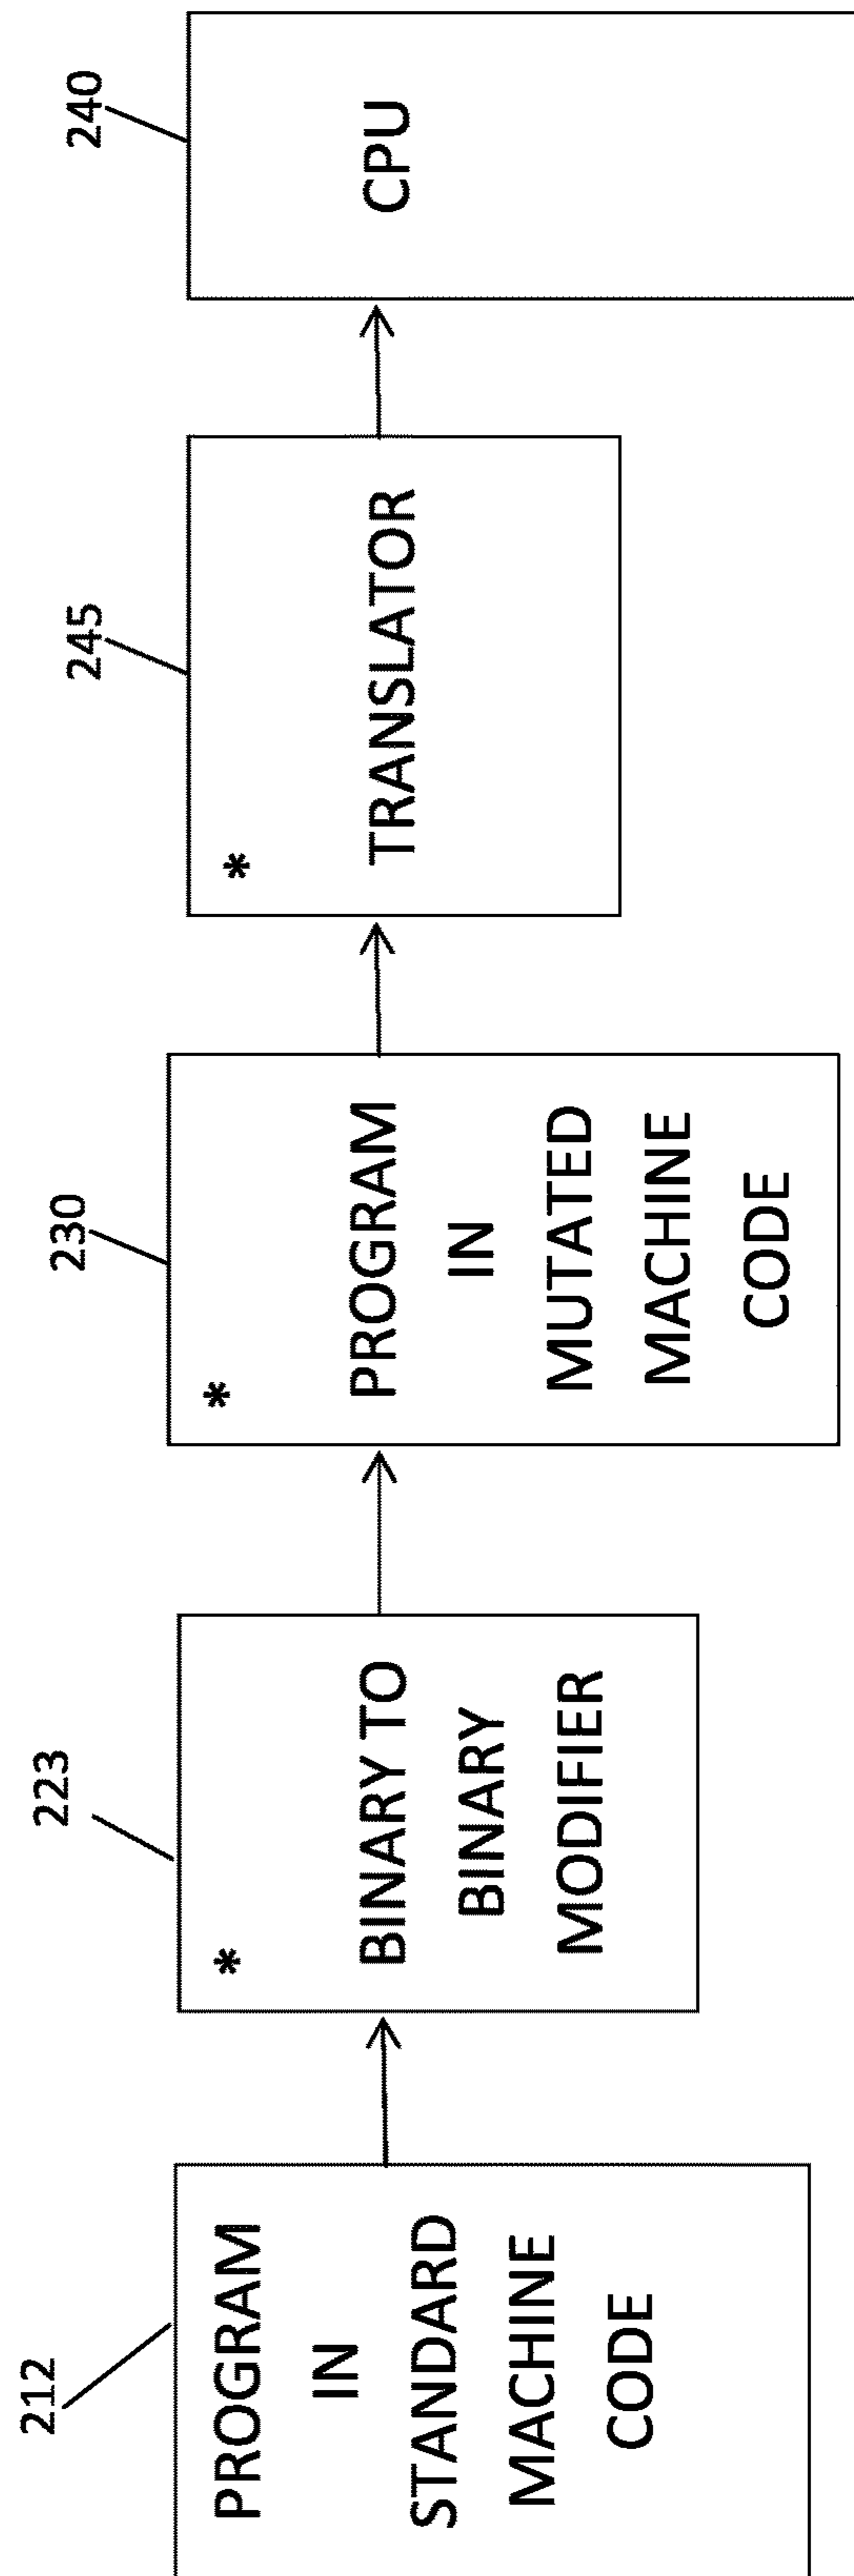 212
PROGRAM
IN
STANDARD
MACHINE
CODE
223
*
BINARY TO
BINARY
MODIFIER
230
*
PROGRAM
IN
MUTATED
MACHINE
CODE
245
*
TRANSLATOR
240
CPU